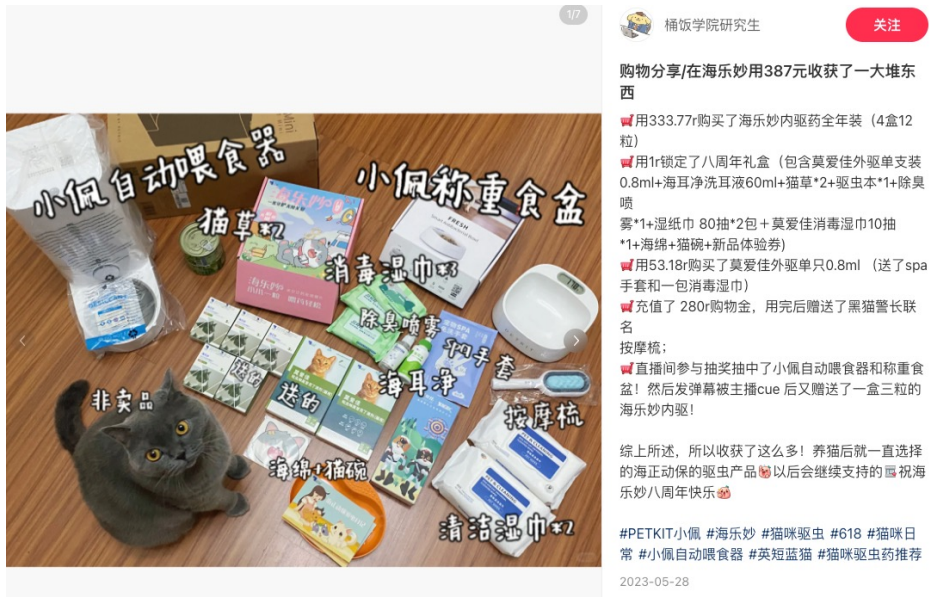 1/7
小佩自动喂食器
小佩称重食盆
猫草*2
消毒湿巾*3
除臭喷雾
spa手套
送的
送的
海耳净
按摩梳
非卖品
海绵+猫碗
清洁湿巾*2
FRESH
海乐妙
桶饭学院研究生
关注
购物分享/在海乐妙用387元收获了一大堆东
西
用333.77r购买了海乐妙内驱药全年装（4盒12
粒）
用1r锁定了八周年礼盒（包含莫爱佳外驱单支装
0.8ml+海耳净洗耳液60ml+猫草*2+驱虫本*1+除臭
喷
雾*1+湿纸巾 80抽*2包＋莫爱佳消毒湿巾10抽
*1+海绵+猫碗+新品体验券)
用53.18r购买了莫爱佳外驱单只0.8ml （送了spa
手套和一包消毒湿巾）
充值了 280r购物金，用完后赠送了黑猫警长联
名
按摩梳；
直播间参与抽奖抽中了小佩自动喂食器和称重食
盆！然后发弹幕被主播cue 后又赠送了一盒三粒的
海乐妙内驱！
综上所述，所以收获了这么多！养猫后就一直选择
的海正动保的驱虫产品以后会继续支持的祝海
乐妙八周年快乐
#PETKIT小佩 #海乐妙 #猫咪驱虫 #618 #猫咪日
常 #小佩自动喂食器 #英短蓝猫 #猫咪驱虫药推荐
2023-05-28